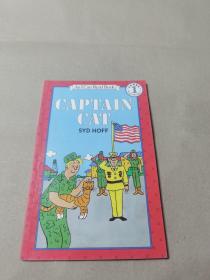 An I Can Read Book
1
CAPTAIN
CAT
SYD HOFF